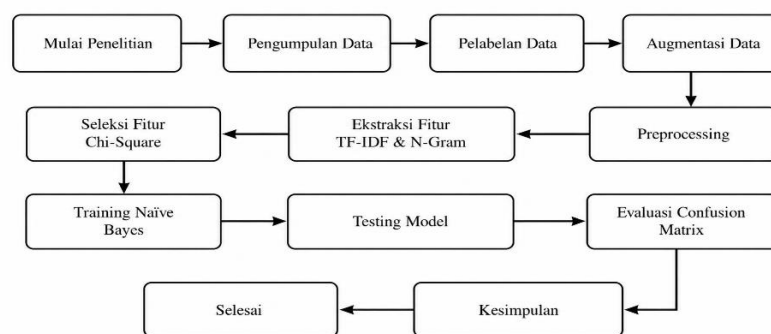 Mulai Penelitian
Pengumpulan Data
Pelabelan Data
Augmentasi Data
Preprocessing
Ekstraksi Fitur
TF-IDF & N-Gram
Seleksi Fitur
Chi-Square
Training Naïve
Bayes
Testing Model
Evaluasi Confusion
Matrix
Kesimpulan
Selesai